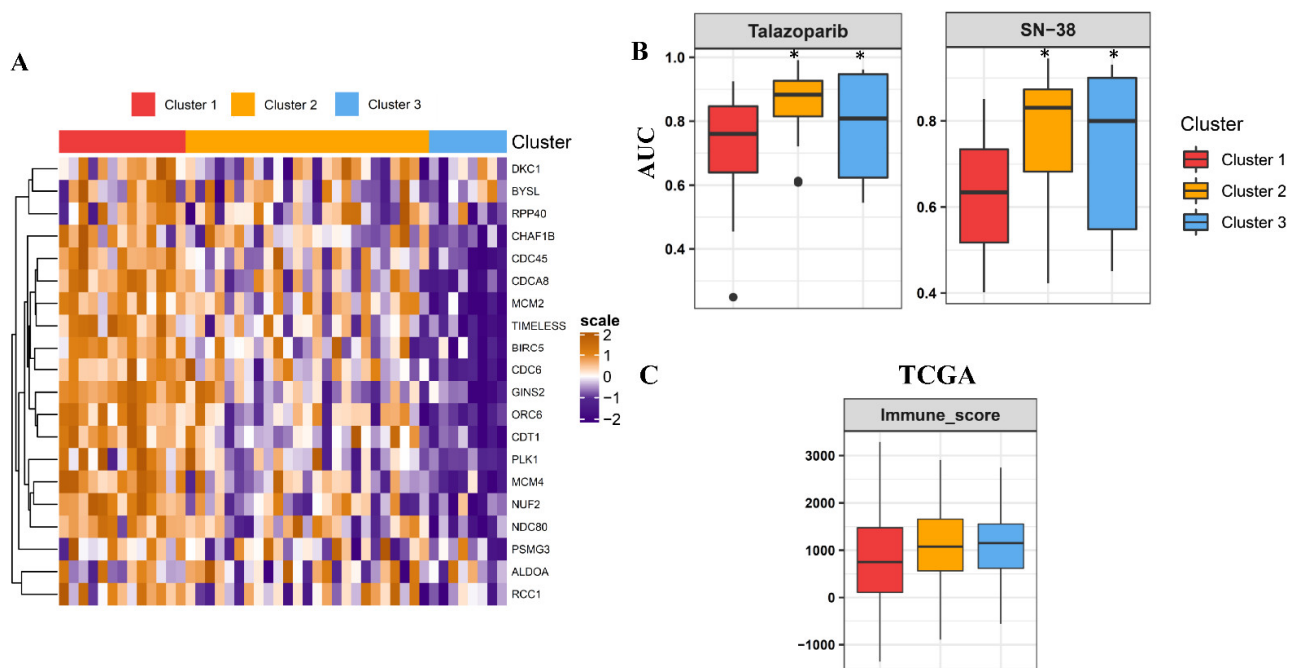 A
Cluster 1 Cluster 2 Cluster 3
Cluster
DKC1
BYSL
RPP40
CHAF1B
CDC45
CDCA8
MCM2
TIMELESS
BIRC5
CDC6
GINS2
ORC6
CDT1
PLK1
MCM4
NUF2
NDC80
PSMG3
ALDOA
RCC1
scale
2
1
0
−1
−2
B
Talazoparib
* *
AUC
1.0
0.8
0.6
0.4
SN−38
* *
0.8
0.6
0.4
Cluster
Cluster 1
Cluster 2
Cluster 3
C
TCGA
Immune_score
3000
2000
1000
0
−1000